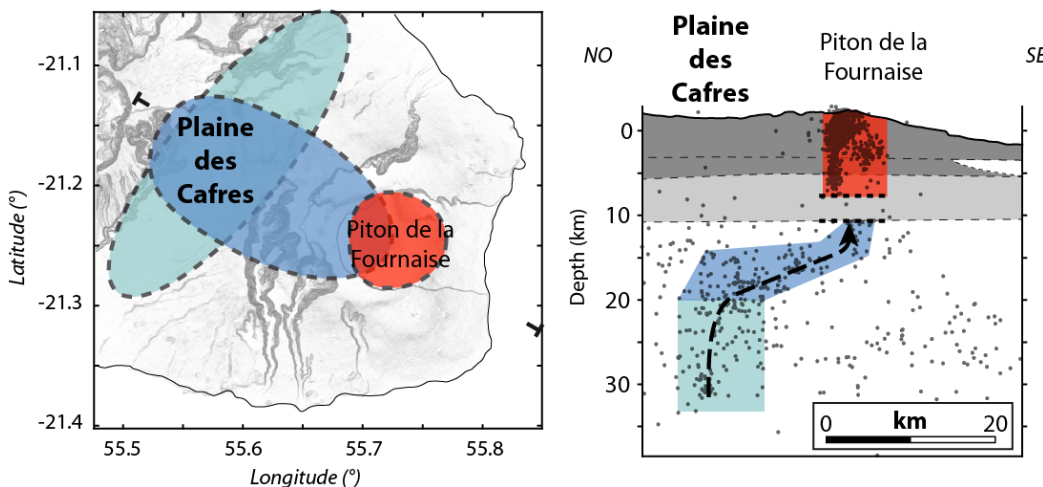 -21.1
-21.2
-21.3
-21.4
Latitude (°)
Plaine
des
Cafres
Piton de la
Fournaise
55.5
55.6
55.7
55.8
Longitude (°)
NO
Plaine
des
Cafres
Piton de la
Fournaise
0
10
20
30
Depth (km)
km
0
20